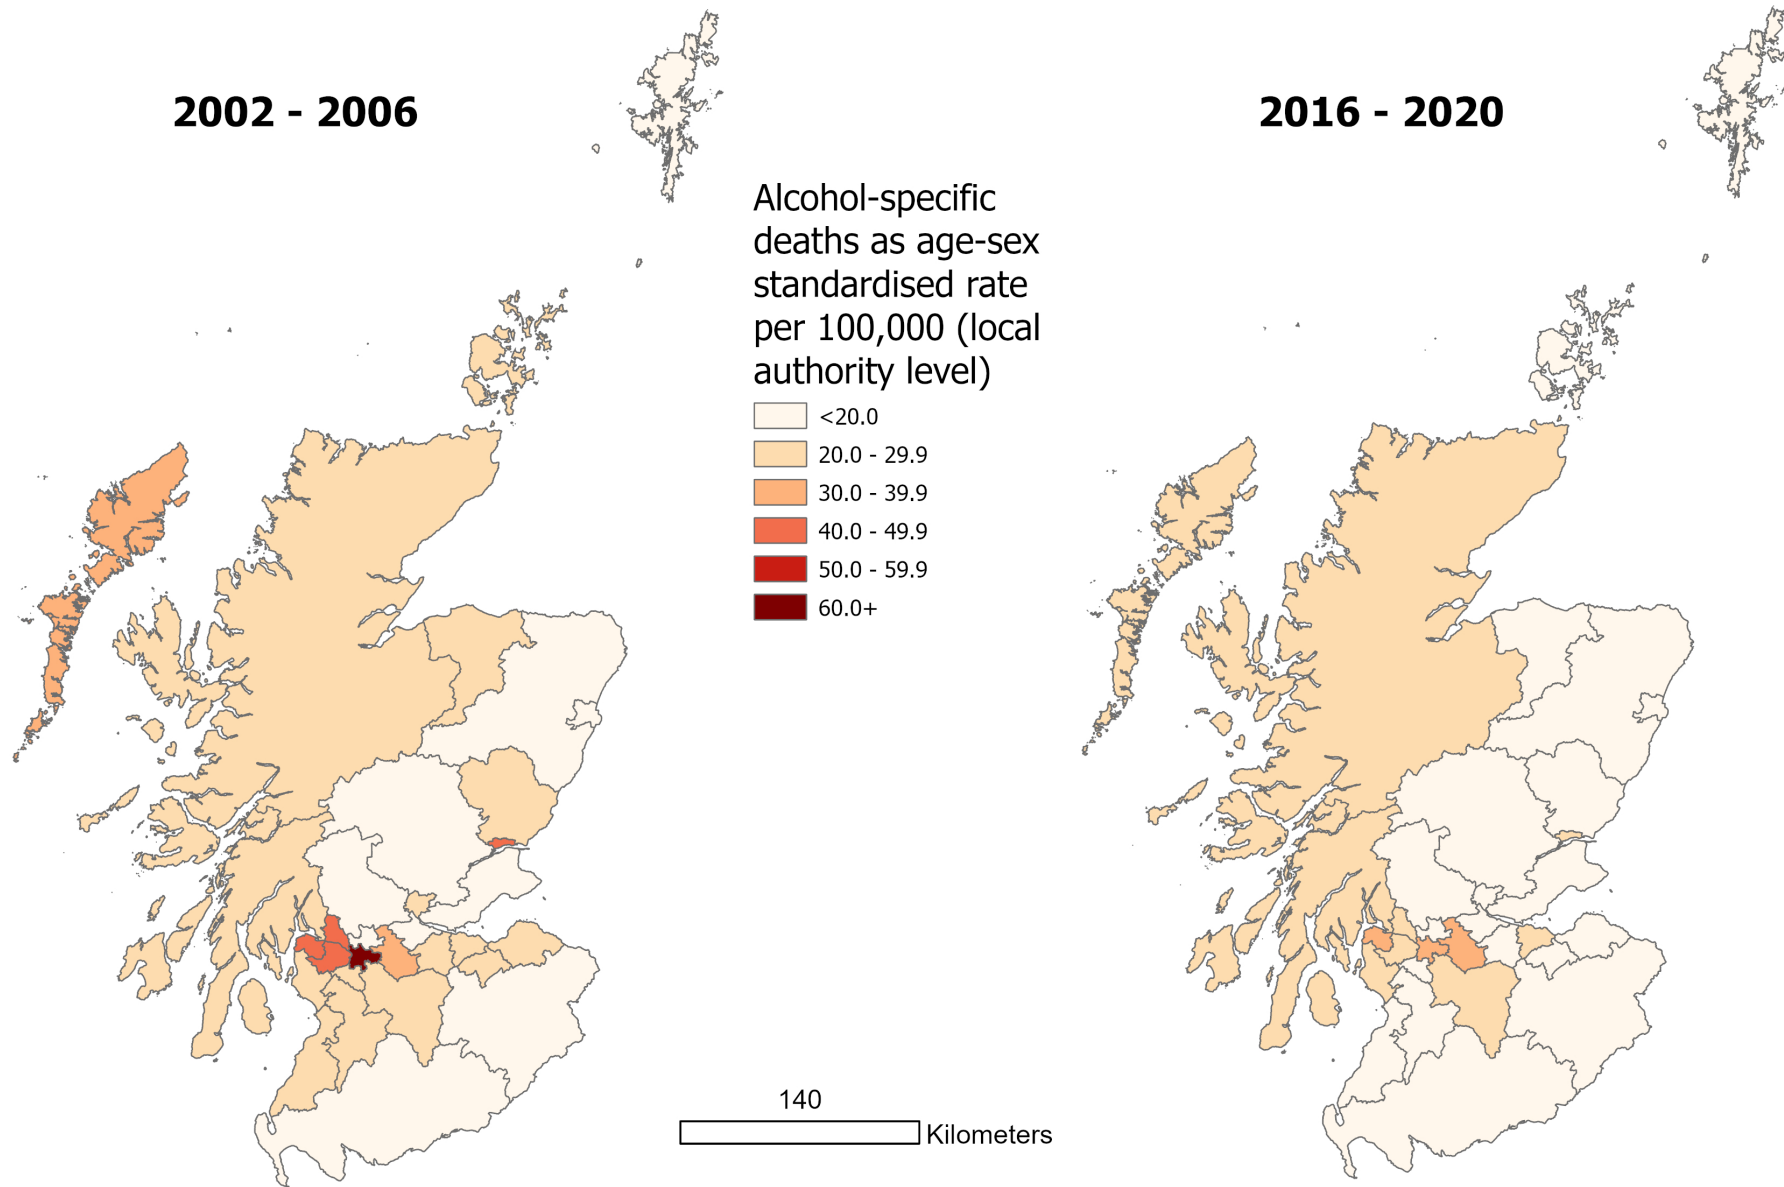 2002 - 2006
2016 - 2020
Alcohol-specific
deaths as age-sex
standardised rate
per 100,000 (local
authority level)
<20.0
20.0 - 29.9
30.0 - 39.9
40.0 - 49.9
50.0 - 59.9
60.0+
140
Kilometers